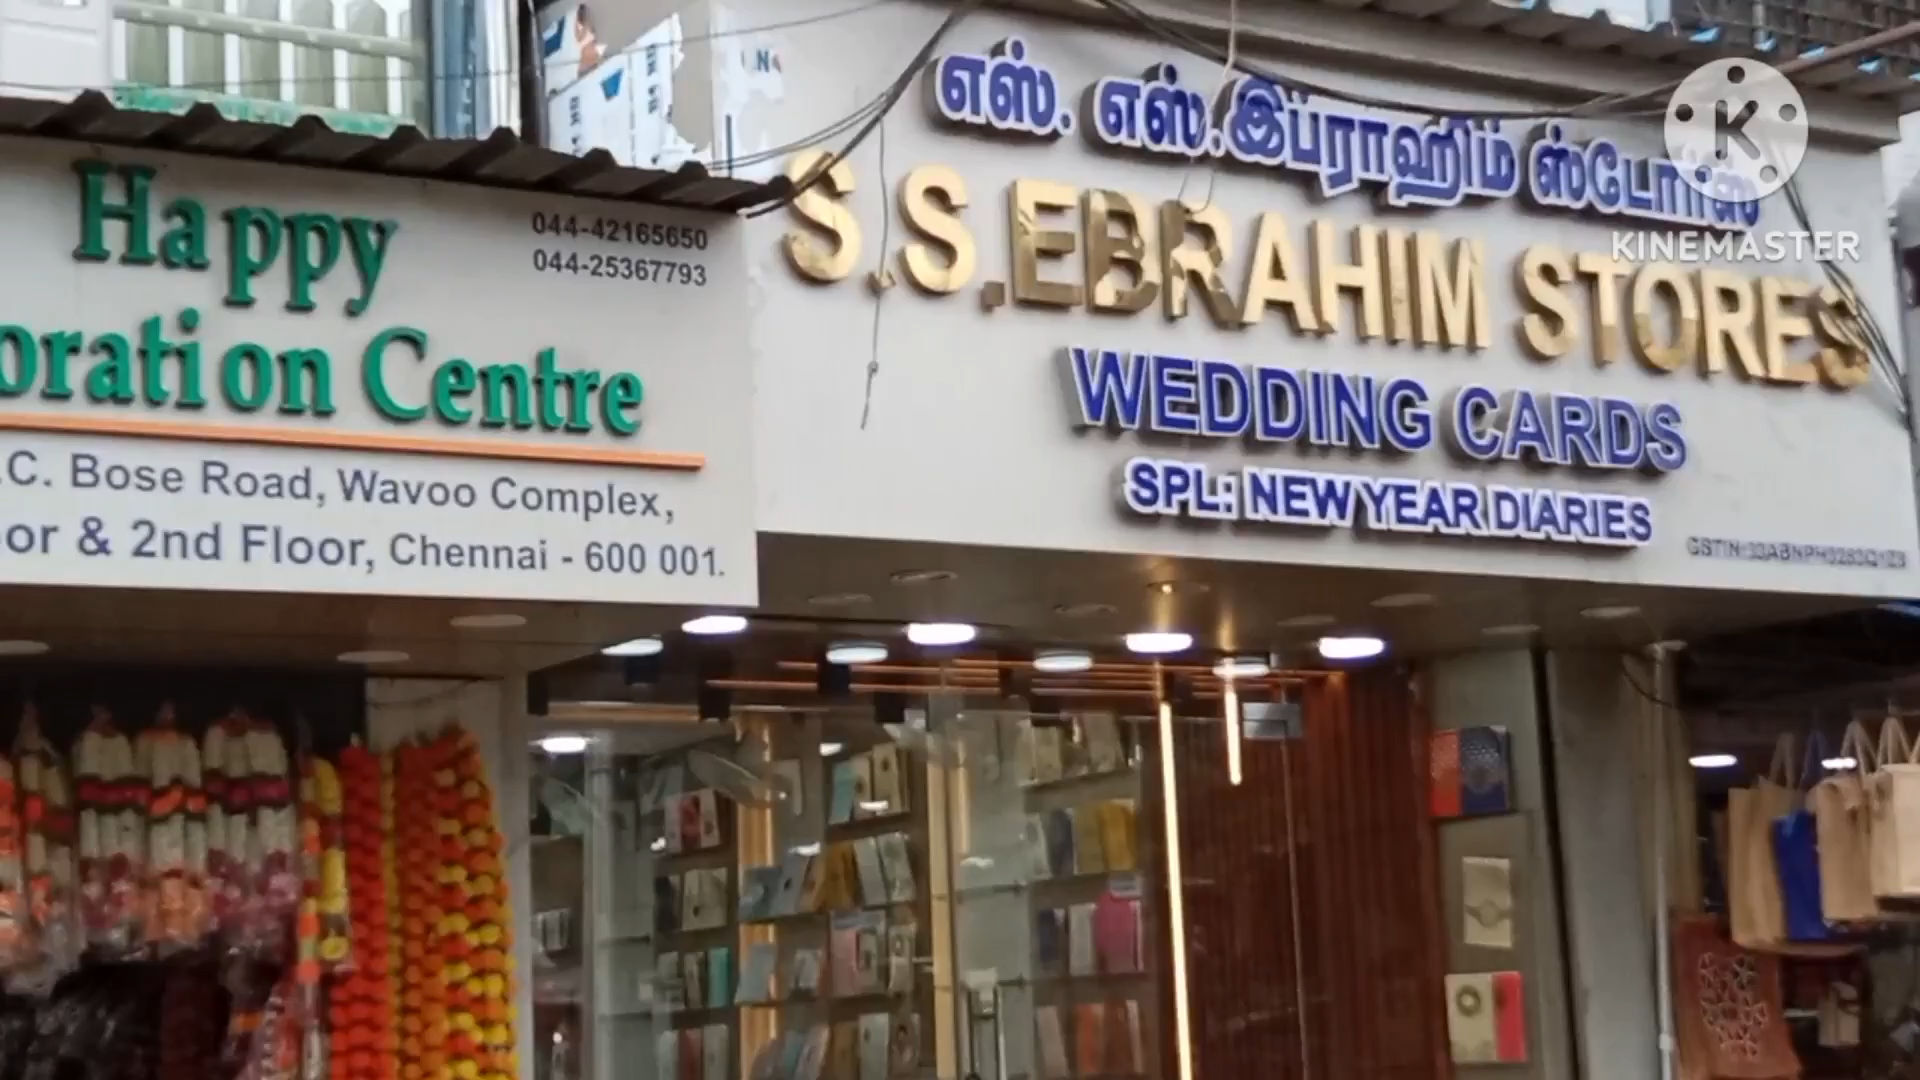 Happy
044-42165650
044-25367793
oration Centre
.C. Bose Road, Wavoo Complex,
or & 2nd Floor, Chennai - 600 001.
எஸ். எஸ்.இப்ராஹிம் ஸ்டோர்ஸ்
S.S.EBRAHIM STORES
WEDDING CARDS
SPL: NEW YEAR DIARIES
K
KINEMASTER